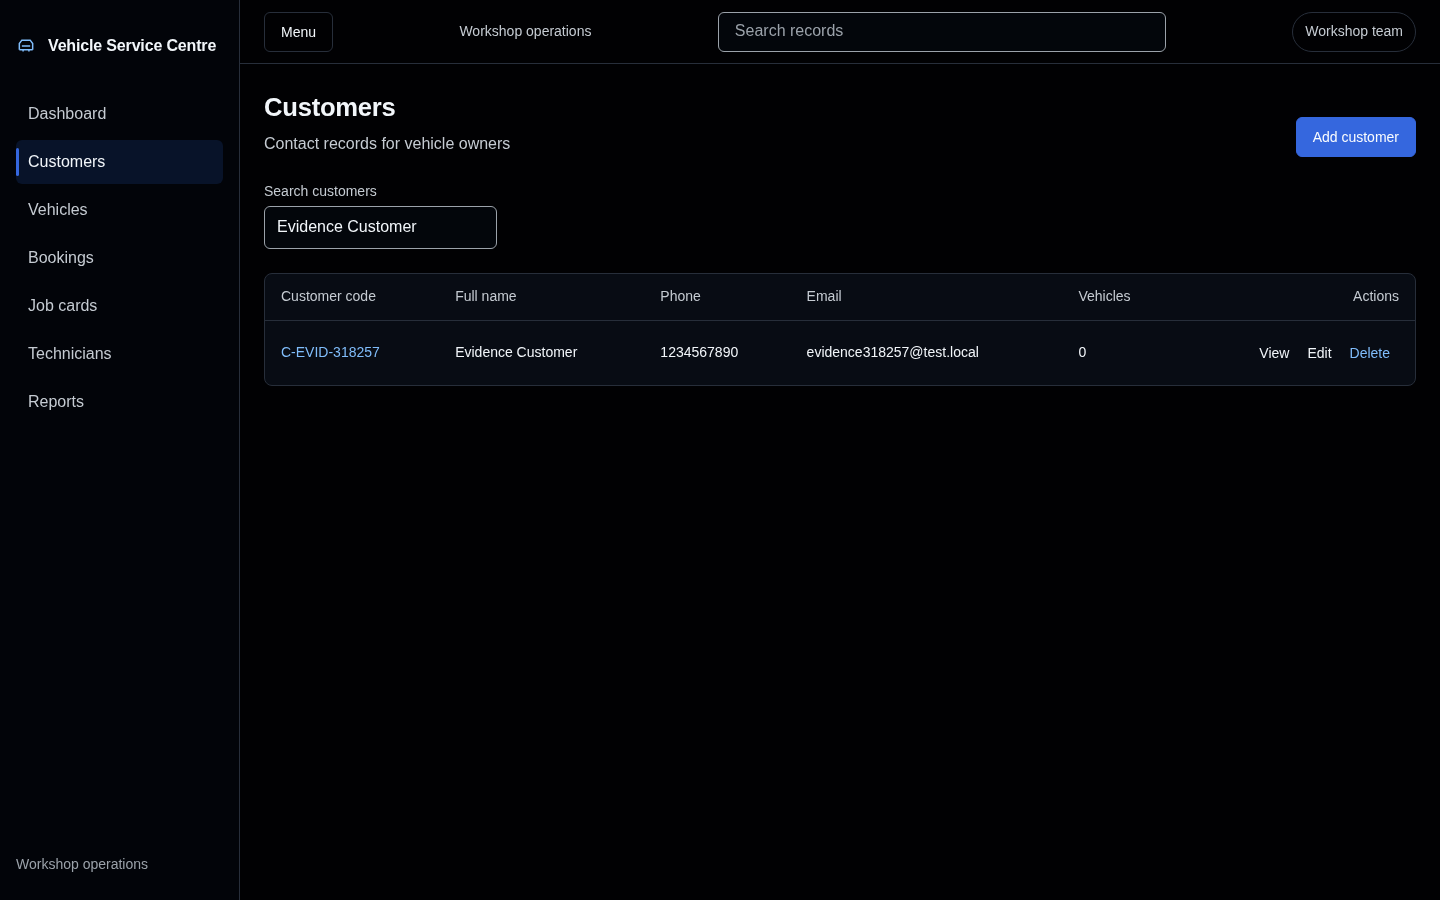 Vehicle Service Centre
Dashboard
Customers
Vehicles
Bookings
Job cards
Technicians
Reports
Workshop operations
Menu
Workshop operations
Search records
Workshop team
Customers
Contact records for vehicle owners
Add customer
Search customers
Evidence Customer
Customer code Full name Phone Email Vehicles Actions
C-EVID-318257 Evidence Customer 1234567890 evidence318257@test.local 0 View Edit Delete